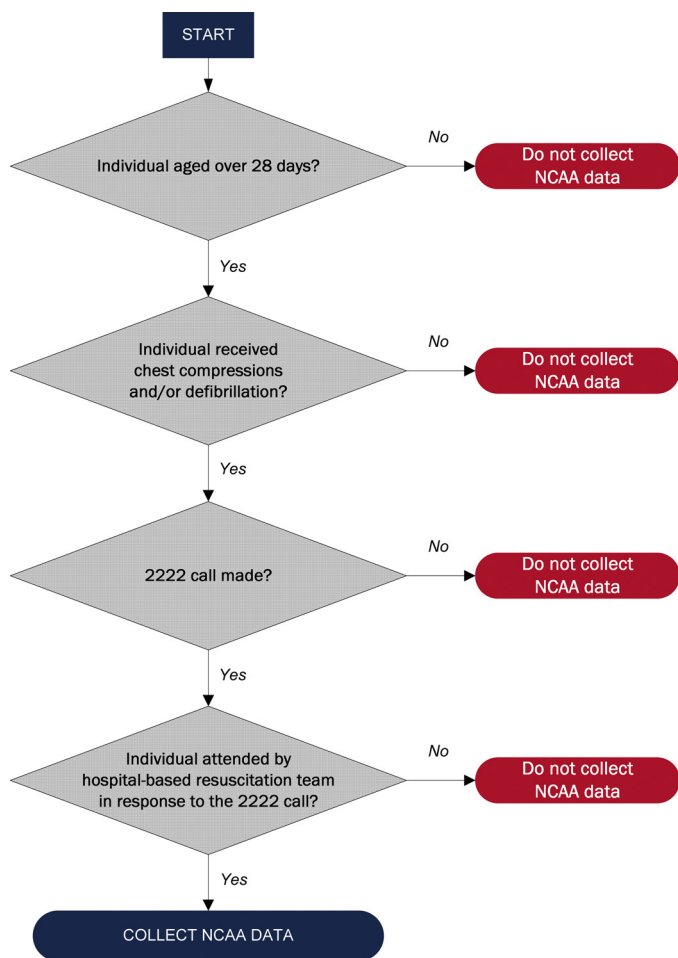 START
No
Individual aged over 28 days?
Do not collect
NCAA data
Yes
No
Individual received
chest compressions
and/or defibrillation?
Do not collect
NCAA data
Yes
No
2222 call made?
Do not collect
NCAA data
Yes
No
Individual attended by
hospital-based resuscitation team
in response to the 2222 call?
Do not collect
NCAA data
Yes
COLLECT NCAA DATA